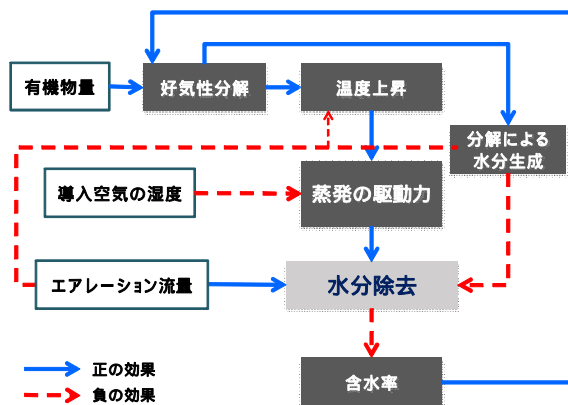 有機物量
好気性分解
温度上昇
分解による
水分生成
導入空気の湿度
蒸発の駆動力
エアレーション流量
水分除去
正の効果
負の効果
含水率